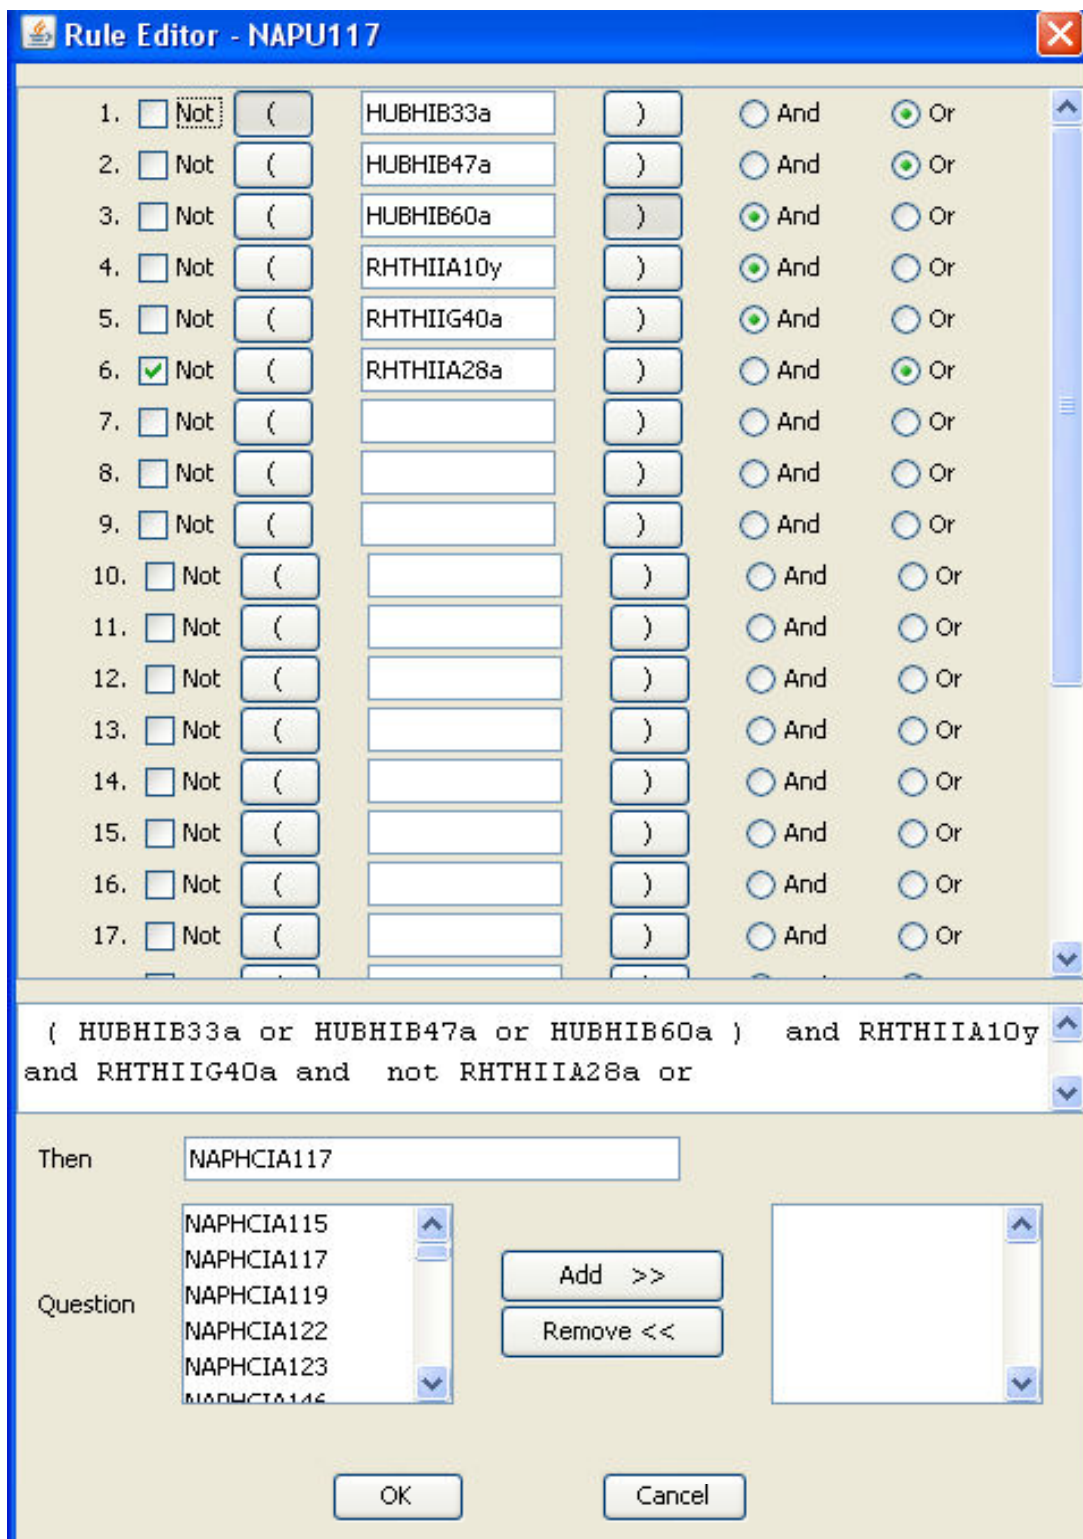 Rule Editor - NAPU117
1. Not ( HUBHIB33a ) And Or
2. Not ( HUBHIB47a ) And Or
3. Not ( HUBHIB60a ) And Or
4. Not ( RHTHIIA10y ) And Or
5. Not ( RHTHIIG40a ) And Or
6. Not ( RHTHIIA28a ) And Or
7. Not ( ) And Or
8. Not ( ) And Or
9. Not ( ) And Or
10. Not ( ) And Or
11. Not ( ) And Or
12. Not ( ) And Or
13. Not ( ) And Or
14. Not ( ) And Or
15. Not ( ) And Or
16. Not ( ) And Or
17. Not ( ) And Or
( HUBHIB33a or HUBHIB47a or HUBHIB60a ) and RHTHIIA10y
and RHTHIIG40a and not RHTHIIA28a or
Then NAPHCIA117
Question
NAPHCIA115
NAPHCIA117
NAPHCIA119
NAPHCIA122
NAPHCIA123
NAPHCIA146
Add >>
Remove <<
OK Cancel